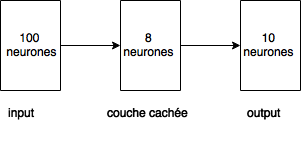 100
neurones
8
neurones
10
neurones
input
couche cachée
output